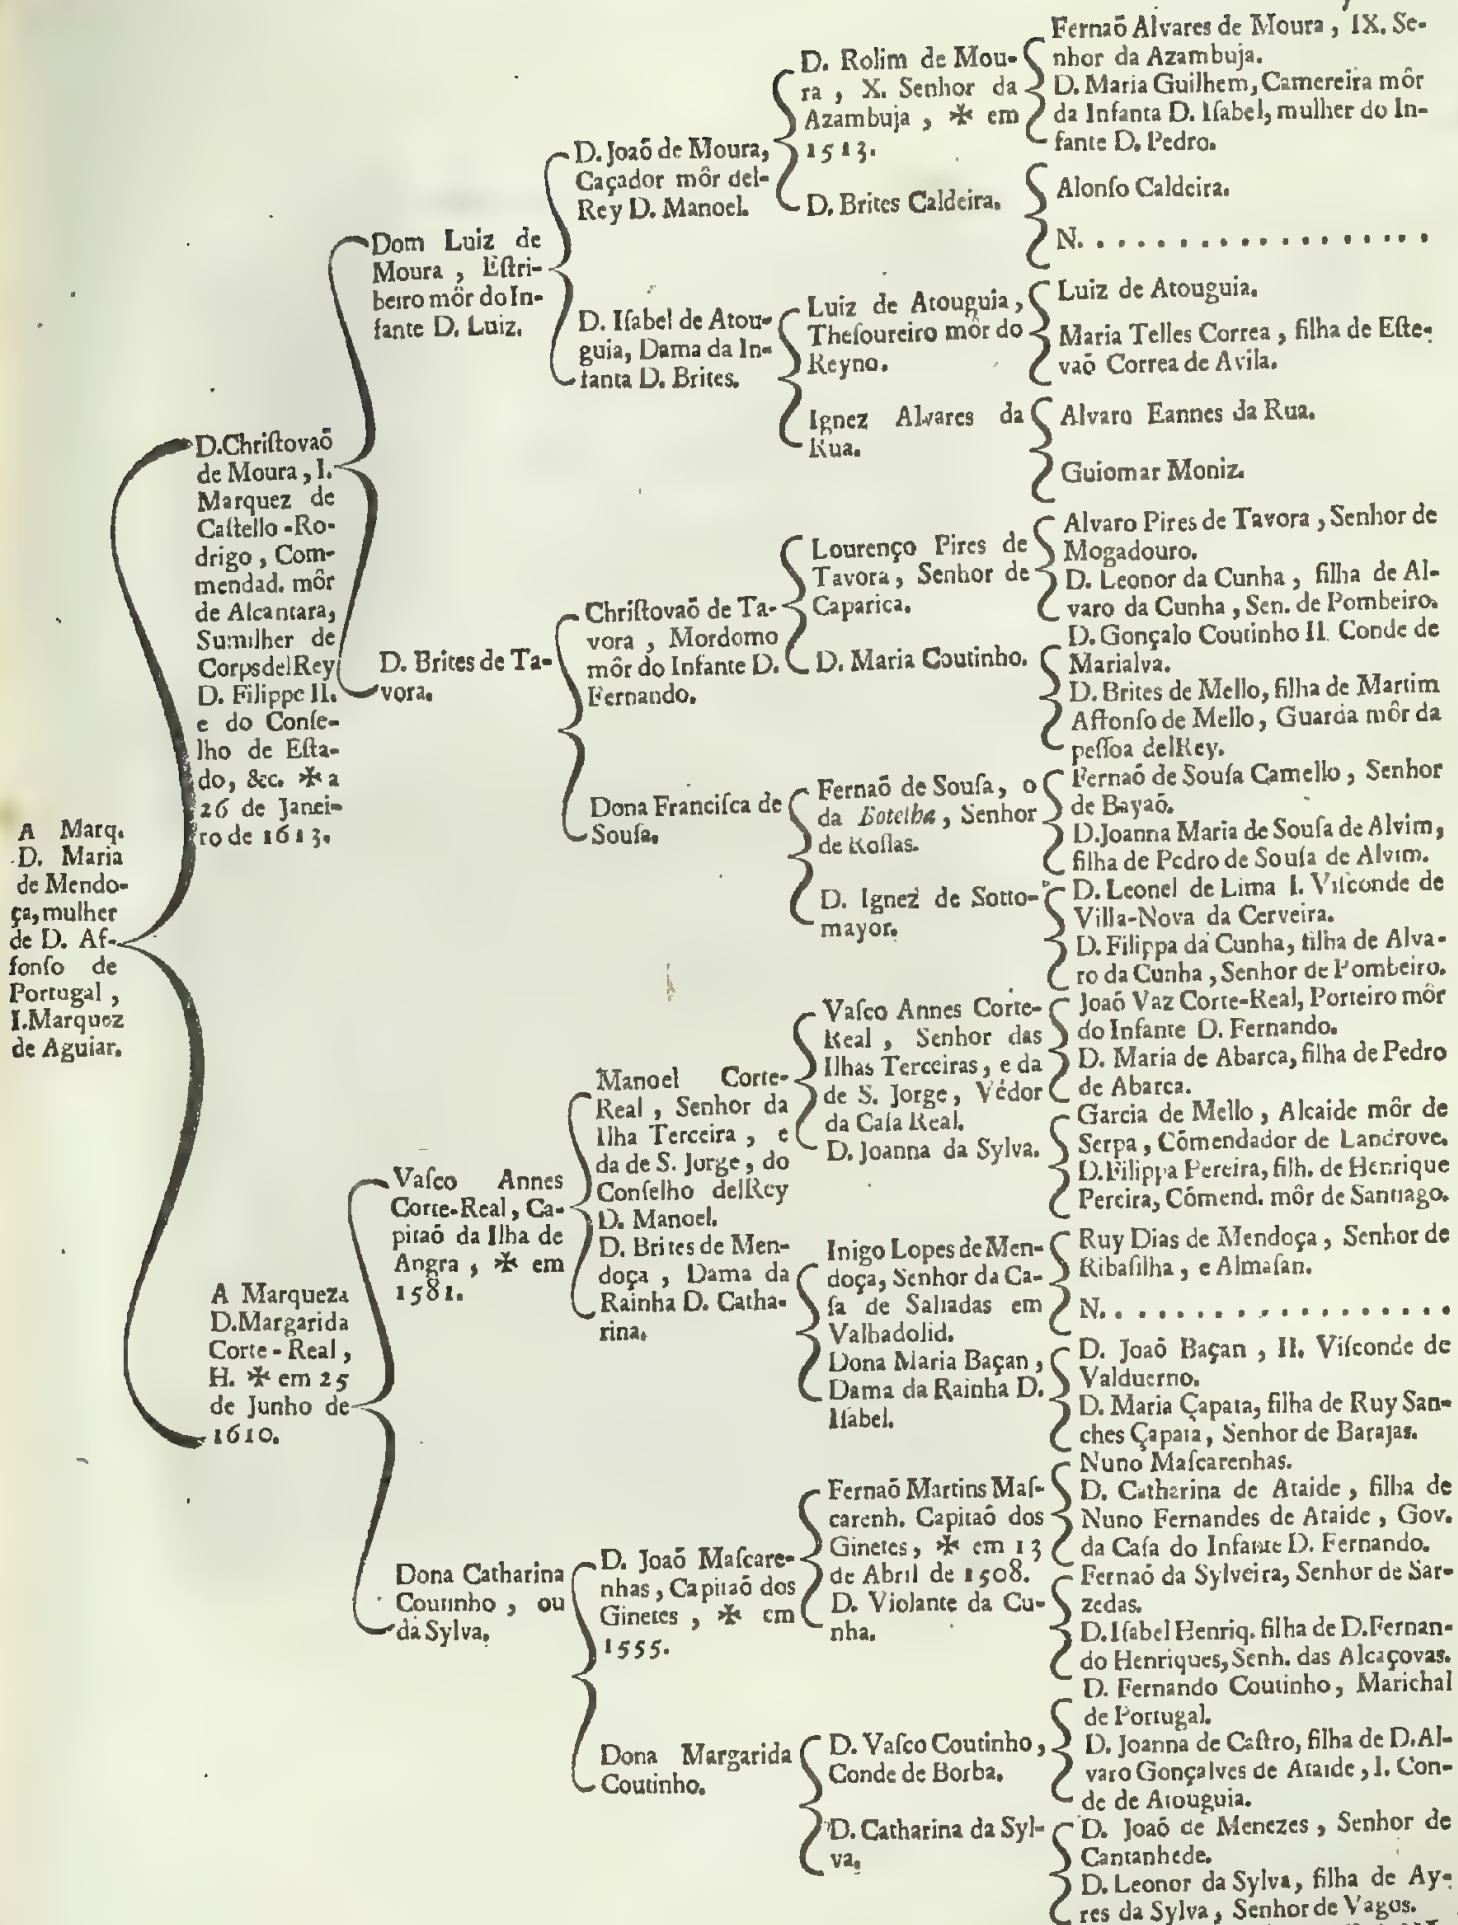 A Marq.
D. Maria
de Mendo-
ça, mulher
de D. Af-
fonſo de
Portugal,
I. Marquez
de Aguiar.
D. Chriſtovaõ
de Moura, I.
Marquez de
Caſtello-Ro-
drigo, Com-
mendad. môr
de Alcantara,
Sumilher de
Corps delRey
D. Filippe II.
e do Conſe-
lho de Eſta-
do, &c. ✠ a
26 de Janei-
ro de 1613.
A Marqueza
D. Margarida
Corte-Real,
H. ✠ em 25
de Junho de
1610.
Dom Luiz de
Moura, Eſtri-
beiro môr do In-
fante D. Luiz.
D. Brites de Ta-
vora.
Vaſco Annes
Corte-Real, Ca-
pitaõ da Ilha de
Angra, ✠ em
1581.
Dona Catharina
Coutinho, ou
da Sylva.
D. Joaõ de Moura,
Caçador môr del-
Rey D. Manoel.
D. Iſabel de Atou-
guia, Dama da In-
fanta D. Brites.
Chriſtovaõ de Ta-
vora, Mordomo
môr do Infante D.
Fernando.
Dona Franciſca de
Souſa.
Manoel Corte-
Real, Senhor da
Ilha Terceira, e
da de S. Jorge, do
Conſelho delRey
D. Manoel.
D. Brites de Men-
doça, Dama da
Rainha D. Catha-
rina.
D. Joaõ Maſcare-
nhas, Capitaõ dos
Ginetes, ✠ em
1555.
Dona Margarida
Coutinho.
D. Rolim de Mou-
ra, X. Senhor da
Azambuja, ✠ em
1513.
D. Brites Caldeira.
Luiz de Atouguia,
Theſoureiro môr do
Reyno.
Ignez Alvares da
Rua.
Lourenço Pires de
Tavora, Senhor de
Caparica.
D. Maria Coutinho.
Fernaõ de Souſa, o
da Botelha, Senhor
de Roſſas.
D. Ignez de Sotto-
mayor.
Vaſco Annes Corte-
Real, Senhor das
Ilhas Terceiras, e da
de S. Jorge, Védor
da Caſa Real.
D. Joanna da Sylva.
Inigo Lopes de Men-
doça, Senhor da Ca-
ſa de Saliadas em
Valhadolid.
Dona Maria Baçan,
Dama da Rainha D.
Iſabel.
Fernaõ Martins Maſ-
carenh. Capitaõ dos
Ginetes, ✠ em 13
de Abril de 1508.
D. Violante da Cu-
nha.
D. Vaſco Coutinho,
Conde de Borba.
D. Catharina da Syl-
va.
Fernaõ Alvares de Moura, IX. Se-
nhor da Azambuja.
D. Maria Guilhem, Camereira môr
da Infanta D. Iſabel, mulher do In-
fante D. Pedro.
Alonſo Caldeira.
N. . . . . . . . . . . . . . . . . . .
Luiz de Atouguia.
Maria Telles Correa, filha de Eſte-
vaõ Correa de Avila.
Alvaro Eannes da Rua.
Guiomar Moniz.
Alvaro Pires de Tavora, Senhor de
Mogadouro.
D. Leonor da Cunha, filha de Al-
varo da Cunha, Sen. de Pombeiro.
D. Gonçalo Coutinho II. Conde de
Marialva.
D. Brites de Mello, filha de Martim
Affonſo de Mello, Guarda môr da
peſſoa delRey.
Fernaõ de Souſa Camello, Senhor
de Bayaõ.
D. Joanna Maria de Souſa de Alvim,
filha de Pedro de Souſa de Alvim.
D. Leonel de Lima I. Viſconde de
Villa-Nova da Cerveira.
D. Filippa da Cunha, filha de Alva-
ro da Cunha, Senhor de Pombeiro.
Joaõ Vaz Corte-Real, Porteiro môr
do Infante D. Fernando.
D. Maria de Abarca, filha de Pedro
de Abarca.
Garcia de Mello, Alcaide môr de
Serpa, Cõmendador de Landrove.
D. Filippa Pereira, filh. de Henrique
Pereira, Cõmend. môr de Santiago.
Ruy Dias de Mendoça, Senhor de
Ribaſilha, e Almaſan.
N. . . . . . . . . . . . . . . . . .
D. Joaõ Baçan, II. Viſconde de
Valduerno.
D. Maria Çapata, filha de Ruy San-
ches Çapata, Senhor de Barajas.
Nuno Maſcarenhas.
D. Catharina de Ataide, filha de
Nuno Fernandes de Ataide, Gov.
da Caſa do Infante D. Fernando.
Fernaõ da Sylveira, Senhor de Sar-
zedas.
D. Iſabel Henriq. filha de D. Fernan-
do Henriques, Senh. das Alcaçovas.
D. Fernando Coutinho, Marichal
de Portugal.
D. Joanna de Caſtro, filha de D. Al-
varo Gonçalves de Ataide, I. Con-
de de Atouguia.
D. Joaõ de Menezes, Senhor de
Cantanhede.
D. Leonor da Sylva, filha de Ay-
res da Sylva, Senhor de Vagos.